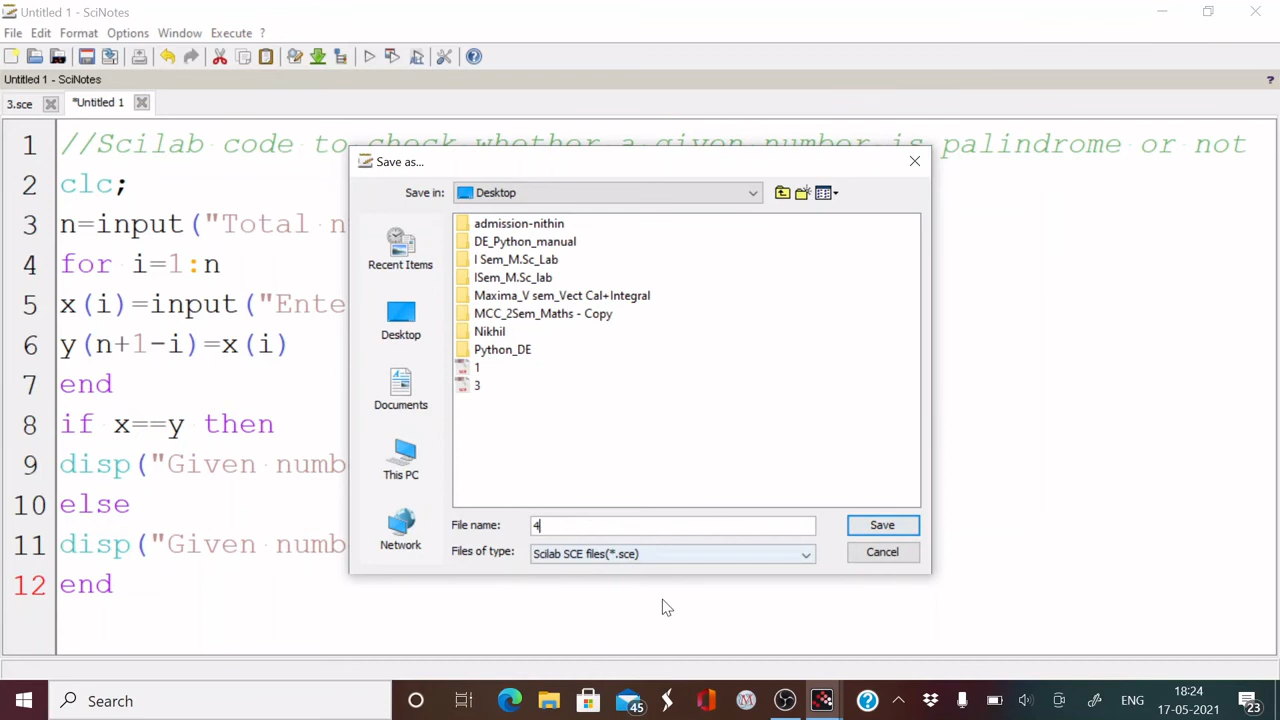 Untitled 1 - SciNotes
File Edit Format Options Window Execute ?
Untitled 1 - SciNotes ?
3.sce *Untitled 1
1 //Scilab code to check whether a given number is palindrome or not
2 clc;
3 n=input("Total n
4 for i=1:n
5 x(i)=input("Ente
6 y(n+1-i)=x(i)
7 end
8 if x==y then
9 disp("Given numb
10 else
11 disp("Given numb
12 end
Save as...
Save in: Desktop
Recent Items
Desktop
Documents
This PC
Network
admission-nithin
DE_Python_manual
I Sem_M.Sc_Lab
ISem_M.Sc_lab
Maxima_V sem_Vect Cal+Integral
MCC_2Sem_Maths - Copy
Nikhil
Python_DE
1
3
File name: 4 Save
Files of type: Scilab SCE files(*.sce) Cancel
Search
45
ENG
18:24
17-05-2021
23